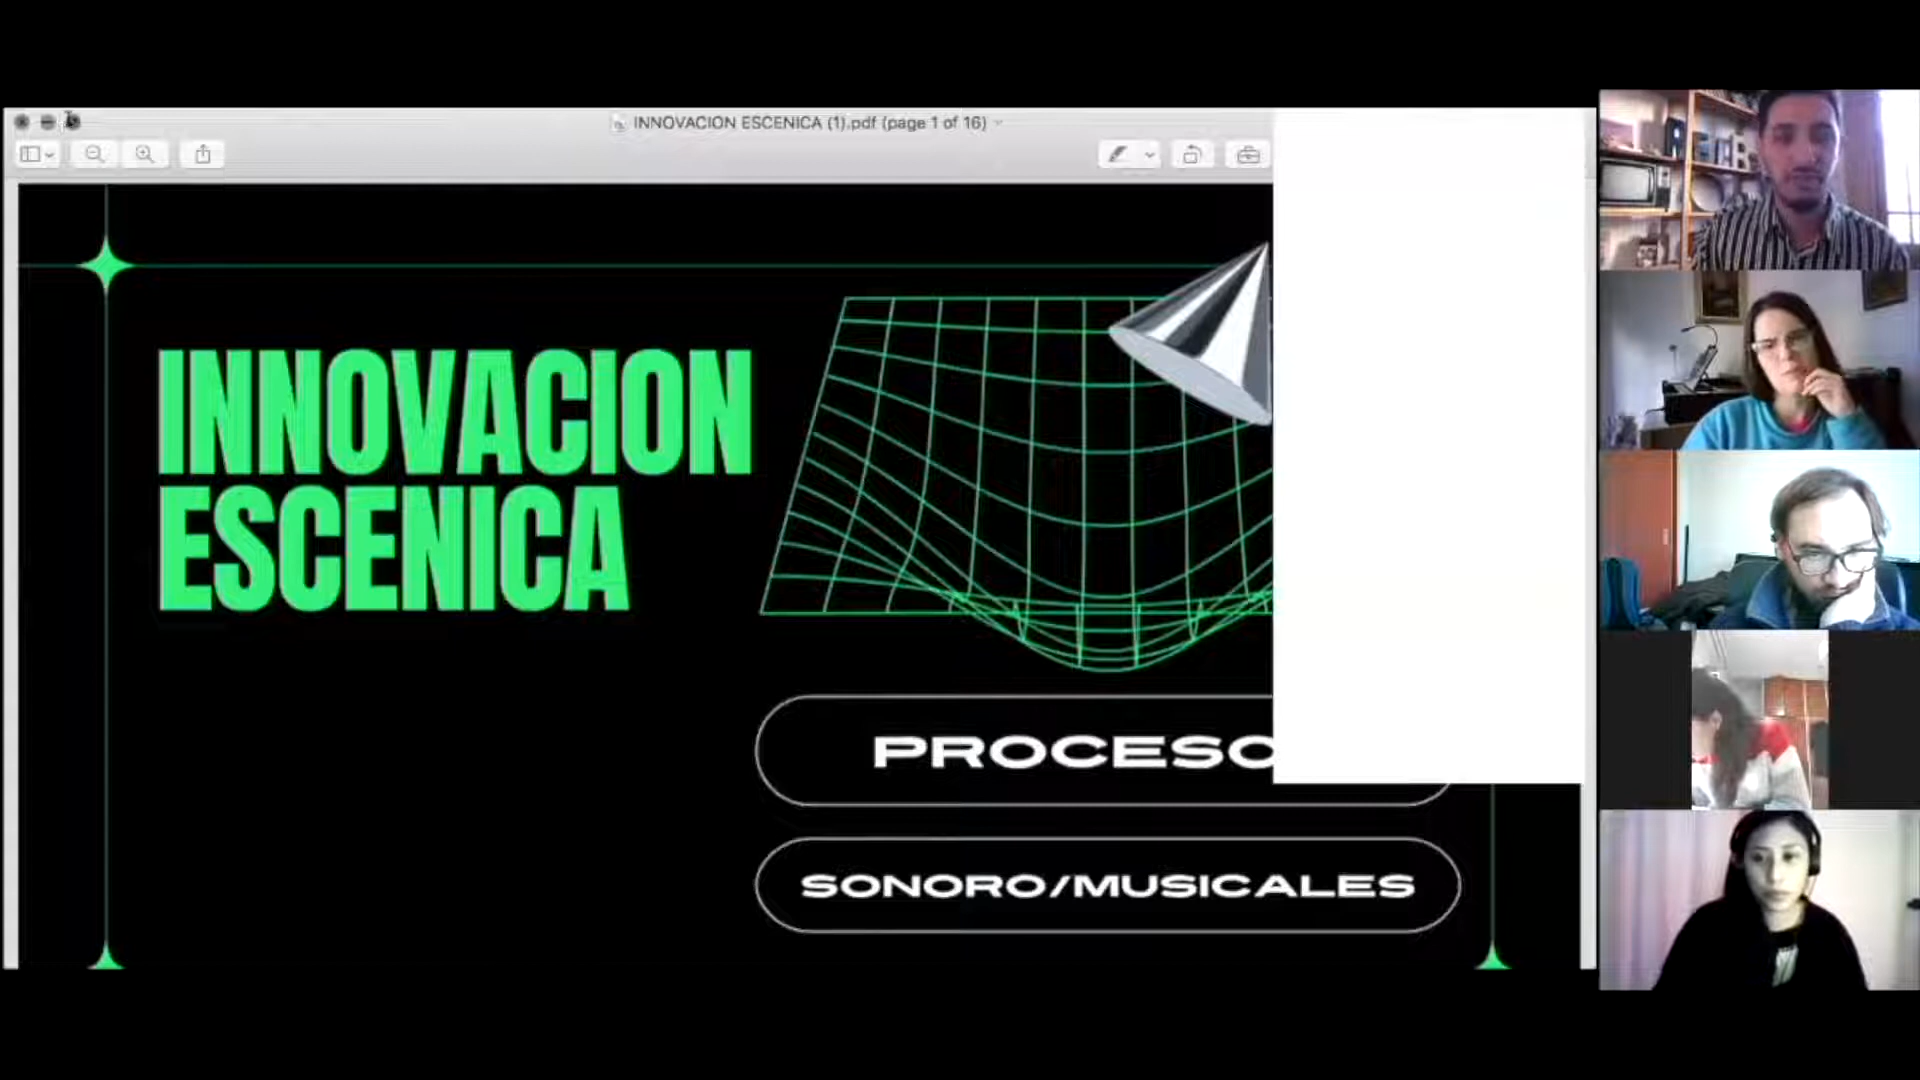 INNOVACION ESCENICA (1).pdf (page 1 of 16)
INNOVACION
ESCENICA
PROCESO
SONORO/MUSICALES